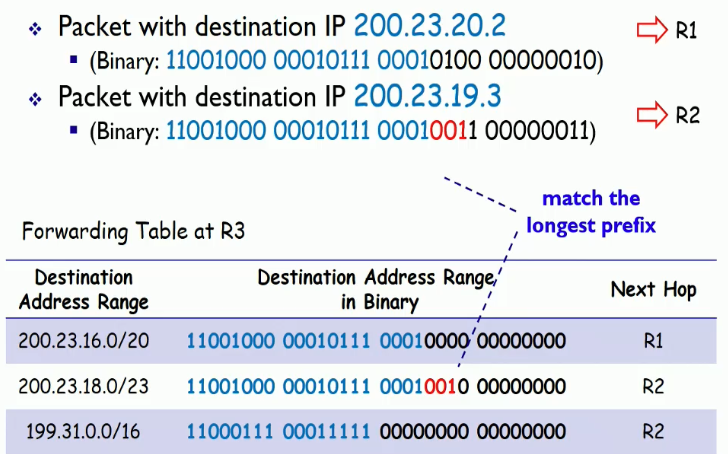 ❖ Packet with destination IP 200.23.20.2 ⇨ R1
▪ (Binary: 11001000 00010111 00010100 00000010)
❖ Packet with destination IP 200.23.19.3 ⇨ R2
▪ (Binary: 11001000 00010111 00010011 00000011)
match the
longest prefix
Forwarding Table at R3
Destination Address Range Destination Address Range in Binary Next Hop
200.23.16.0/20 11001000 00010111 00010000 00000000 R1
200.23.18.0/23 11001000 00010111 00010010 00000000 R2
199.31.0.0/16 11000111 00011111 00000000 00000000 R2